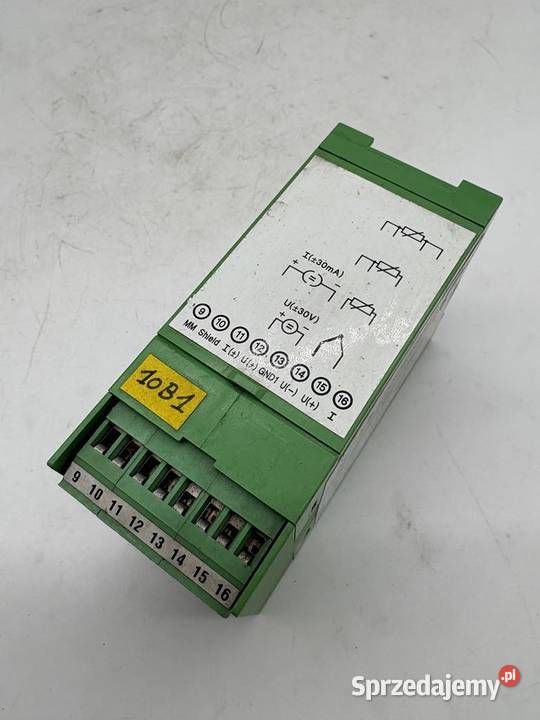 I(±30mA)
+ −
U(±30V)
+ −
9 10 11 12 13 14 15 16
MM Shield I(±) U(±) GND1 U(−) U(+) I
10B1
9 10 11 12 13 14 15 16
Sprzedajemy.pl